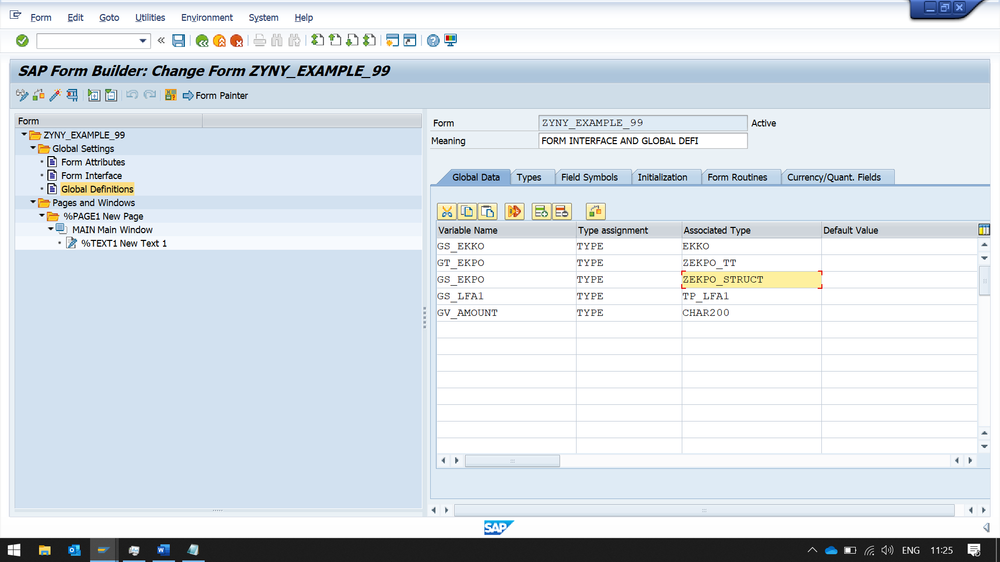 Form Edit Goto Utilities Environment System Help
SAP Form Builder: Change Form ZYNY_EXAMPLE_99
Form Painter
Form
ZYNY_EXAMPLE_99
Global Settings
Form Attributes
Form Interface
Global Definitions
Pages and Windows
%PAGE1 New Page
MAIN Main Window
%TEXT1 New Text 1
Form ZYNY_EXAMPLE_99 Active
Meaning FORM INTERFACE AND GLOBAL DEFI
Global Data Types Field Symbols Initialization Form Routines Currency/Quant. Fields
Variable Name Type assignment Associated Type Default Value
GS_EKKO TYPE EKKO
GT_EKPO TYPE ZEKPO_TT
GS_EKPO TYPE ZEKPO_STRUCT
GS_LFA1 TYPE TP_LFA1
GV_AMOUNT TYPE CHAR200
SAP
ENG 11:25